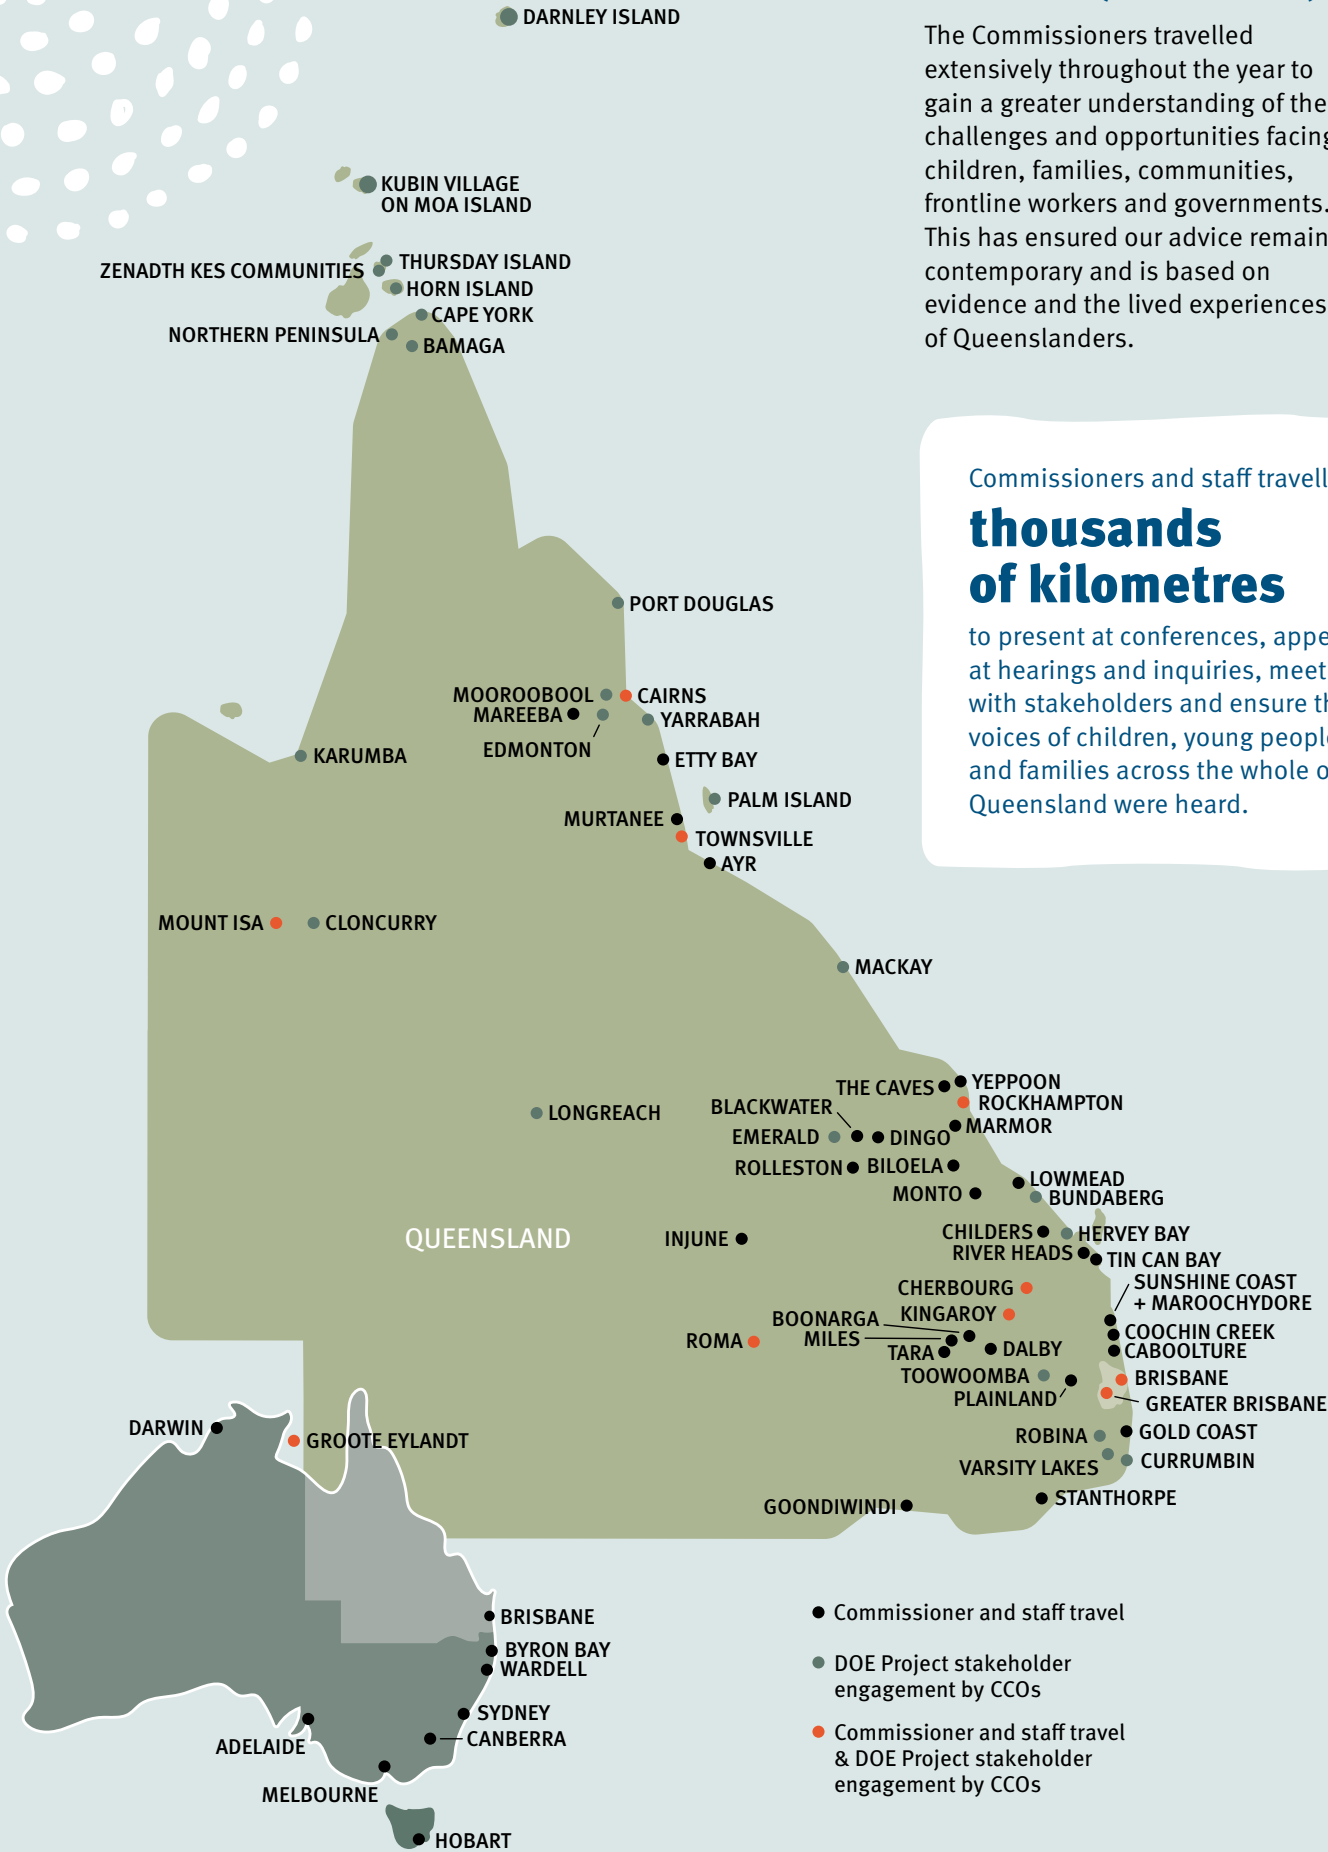 DARNLEY ISLAND
The Commissioners travelled
extensively throughout the year to
gain a greater understanding of the
challenges and opportunities facing
children, families, communities,
frontline workers and governments.
This has ensured our advice remain
contemporary and is based on
evidence and the lived experiences
of Queenslanders.
KUBIN VILLAGE
ON MOA ISLAND
THURSDAY ISLAND
ZENADTH KES COMMUNITIES
HORN ISLAND
CAPE YORK
NORTHERN PENINSULA
BAMAGA
Commissioners and staff travell
thousands
of kilometres
to present at conferences, appe
at hearings and inquiries, meet
with stakeholders and ensure th
voices of children, young people
and families across the whole o
Queensland were heard.
PORT DOUGLAS
MOOROOBOOL
CAIRNS
MAREEBA
YARRABAH
EDMONTON
KARUMBA
ETTY BAY
PALM ISLAND
MURTANEE
TOWNSVILLE
AYR
MOUNT ISA
CLONCURRY
MACKAY
THE CAVES
YEPPOON
ROCKHAMPTON
BLACKWATER
LONGREACH
MARMOR
EMERALD
DINGO
ROLLESTON
BILOELA
LOWMEAD
MONTO
BUNDABERG
QUEENSLAND
INJUNE
CHILDERS
HERVEY BAY
RIVER HEADS
TIN CAN BAY
SUNSHINE COAST
+ MAROOCHYDORE
CHERBOURG
KINGAROY
BOONARGA
COOCHIN CREEK
ROMA
MILES
TARA
DALBY
CABOOLTURE
TOOWOOMBA
BRISBANE
PLAINLAND
GREATER BRISBANE
DARWIN
GROOTE EYLANDT
ROBINA
GOLD COAST
VARSITY LAKES
CURRUMBIN
STANTHORPE
GOONDIWINDI
BRISBANE
BYRON BAY
WARDELL
SYDNEY
CANBERRA
ADELAIDE
MELBOURNE
HOBART
Commissioner and staff travel
DOE Project stakeholder
engagement by CCOs
Commissioner and staff travel
& DOE Project stakeholder
engagement by CCOs